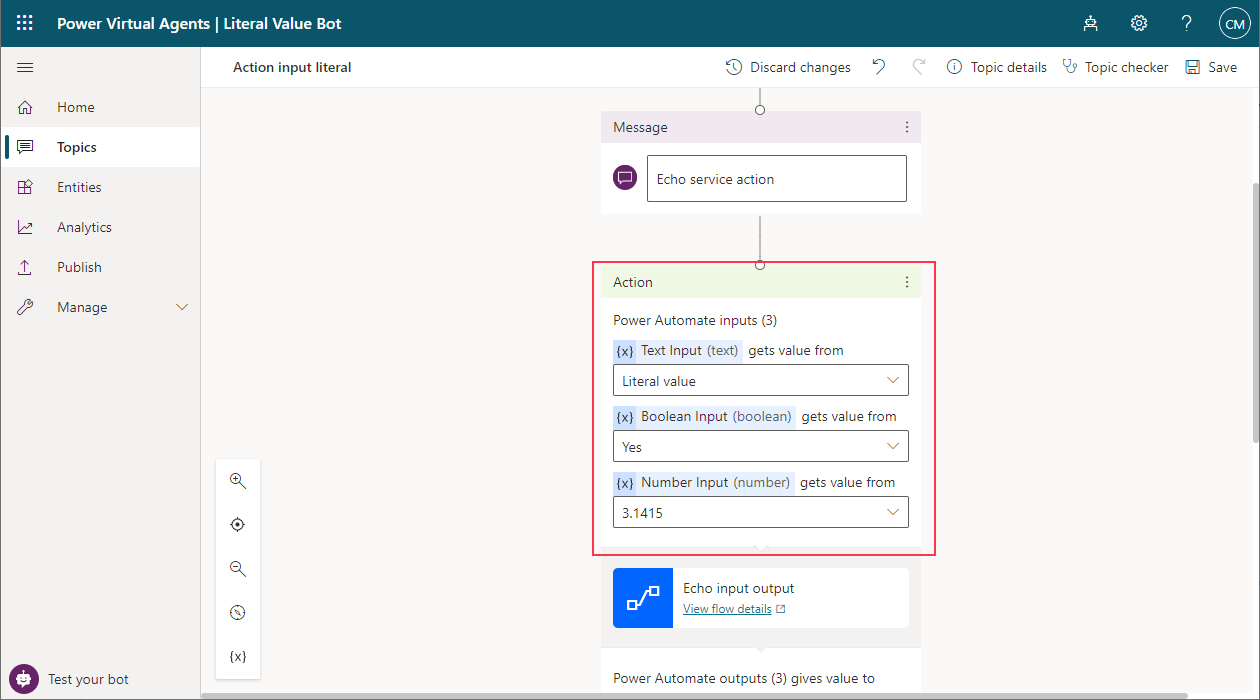 Power Virtual Agents | Literal Value Bot
CM
Action input literal
Discard changes
Topic details
Topic checker
Save
Home
Topics
Entities
Analytics
Publish
Manage
Message
Echo service action
Action
Power Automate inputs (3)
{x} Text Input (text) gets value from
Literal value
{x} Boolean Input (boolean) gets value from
Yes
{x} Number Input (number) gets value from
3.1415
Echo input output
View flow details
Power Automate outputs (3) gives value to
{x}
Test your bot